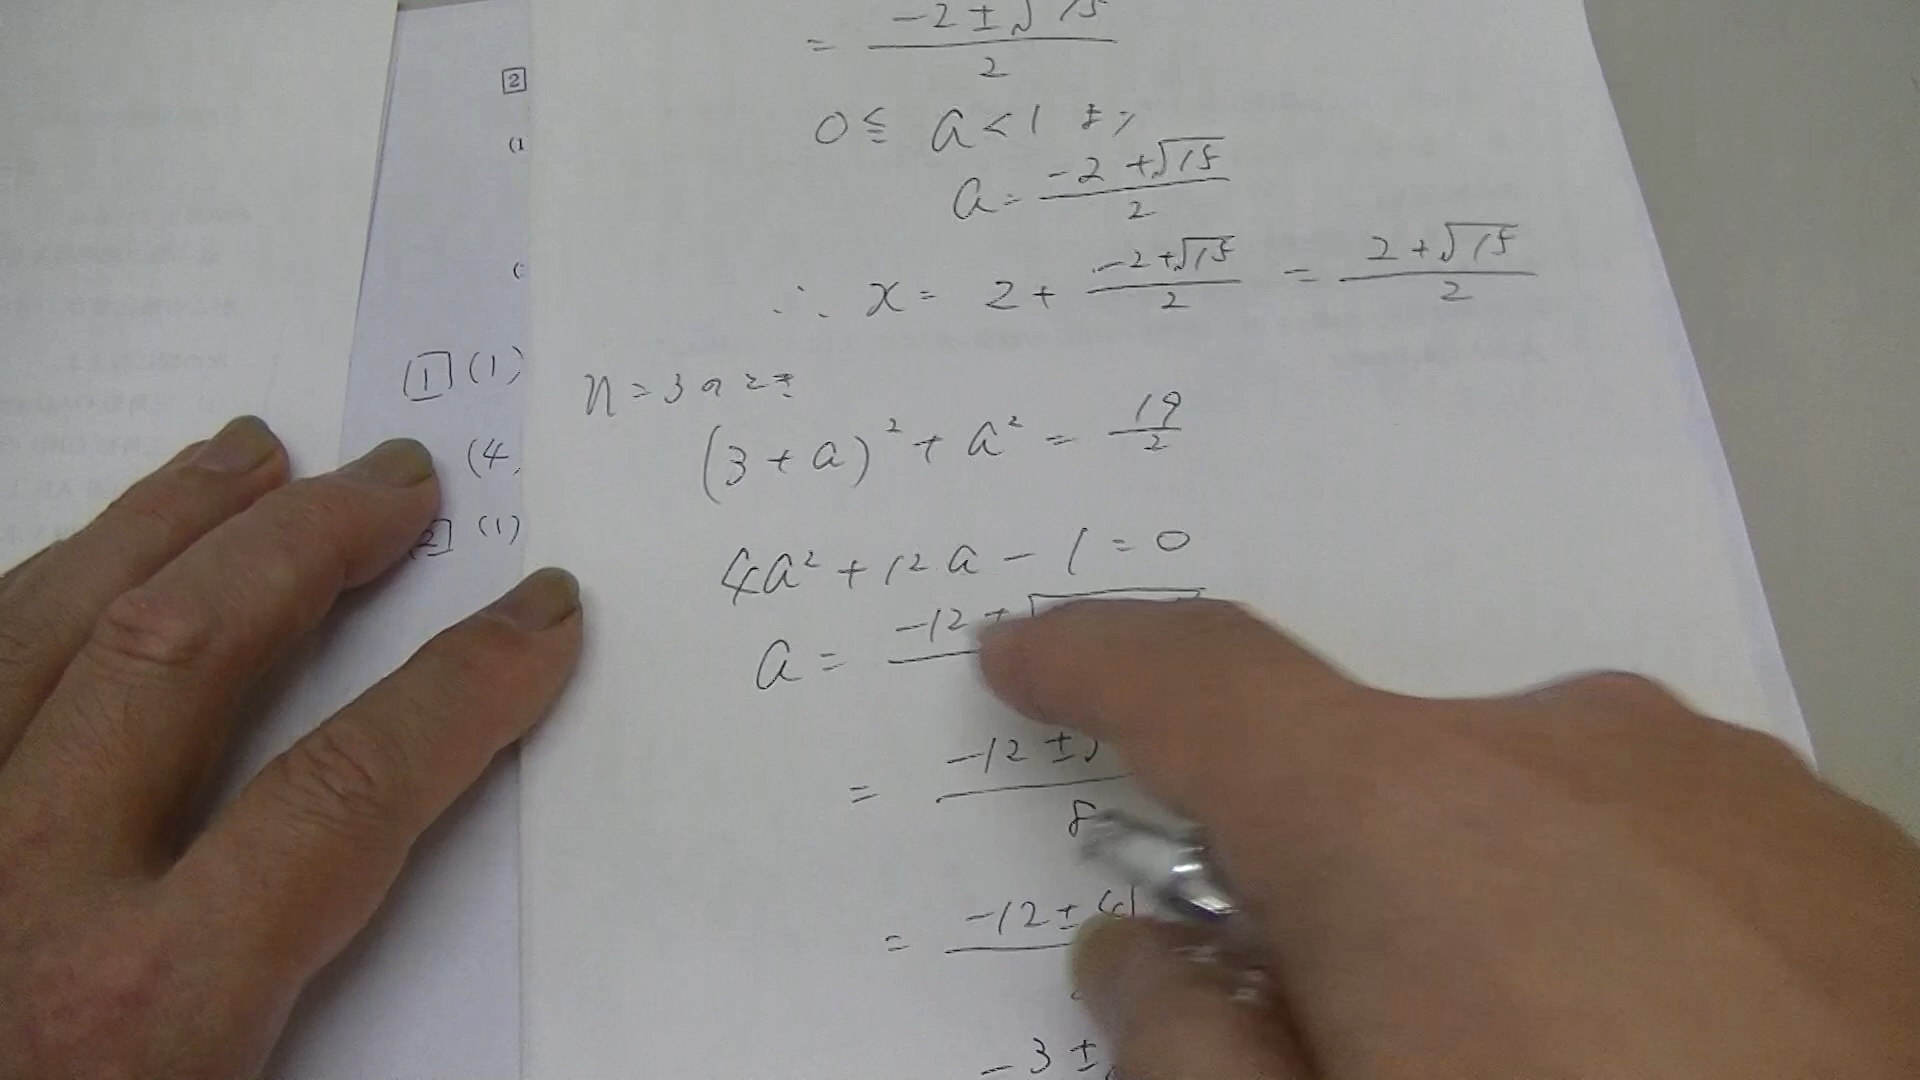 = (-2 ± √15)/2
0 ≦ a < 1 より
a = (-2 + √15)/2
∴ x = 2 + (-2 + √15)/2 = (2 + √15)/2
n = 3 のとき
(3 + a)² + a² = 19/2
4a² + 12a - 1 = 0
a = -12 ±
= (-12 ± √ )/8
= -12 ± 4
-3 ±
2
(1
(
1 (1)
(4
2 (1)